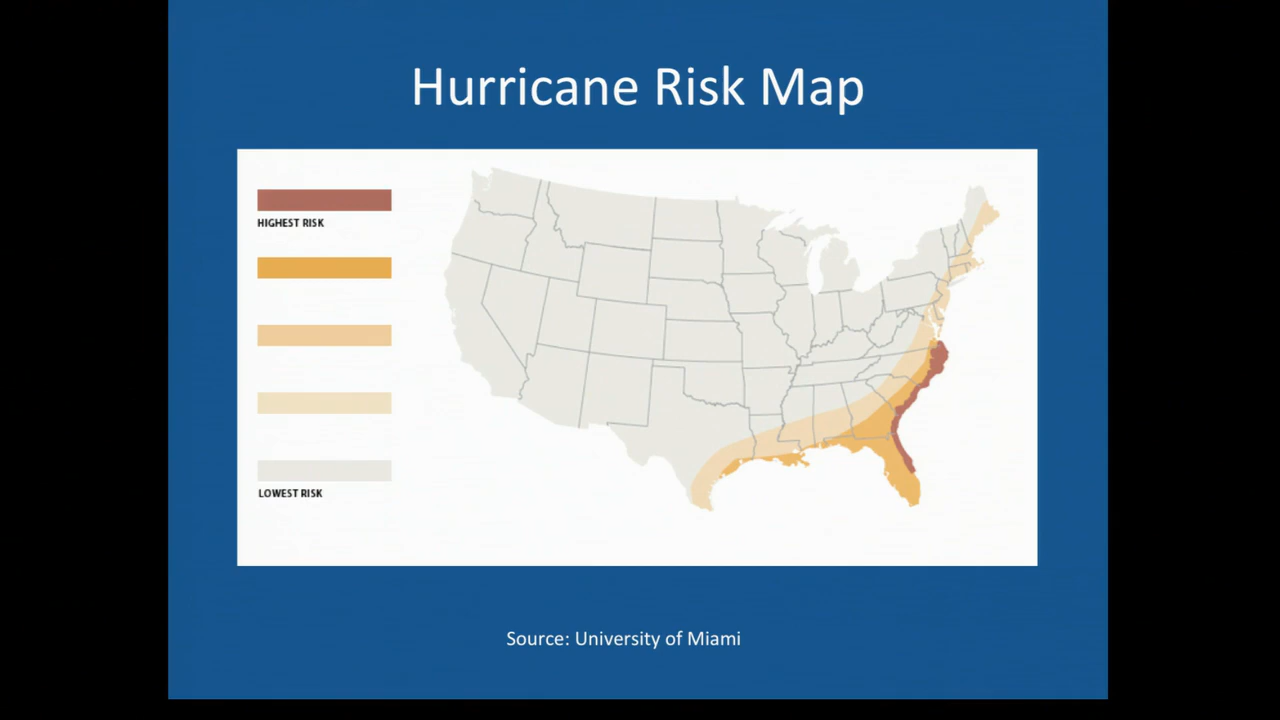 Hurricane Risk Map
HIGHEST RISK
LOWEST RISK
Source: University of Miami